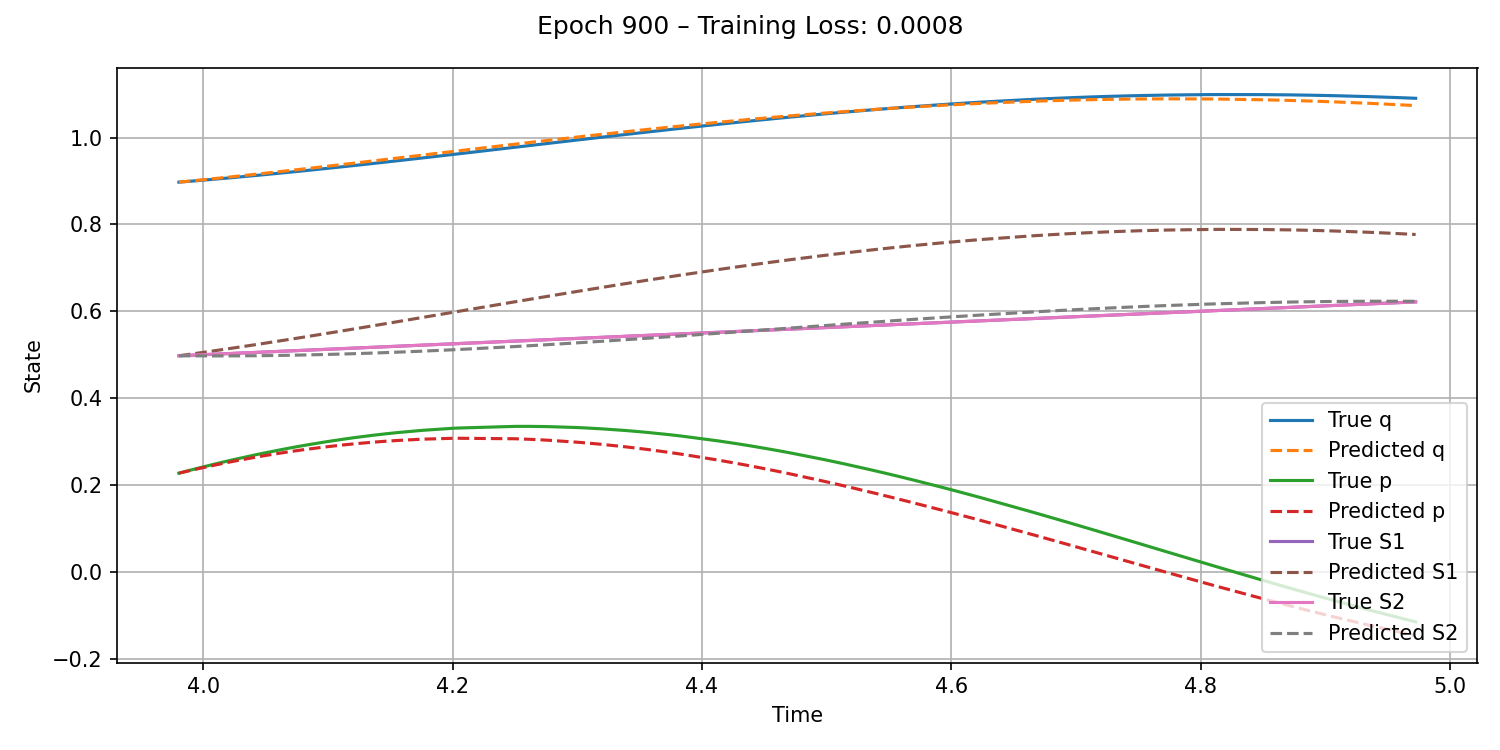 Epoch 900 – Training Loss: 0.0008
1.0
0.8
0.6
0.4
0.2
0.0
−0.2
State
4.0 4.2 4.4 4.6 4.8 5.0
Time
True q
Predicted q
True p
Predicted p
True S1
Predicted S1
True S2
Predicted S2